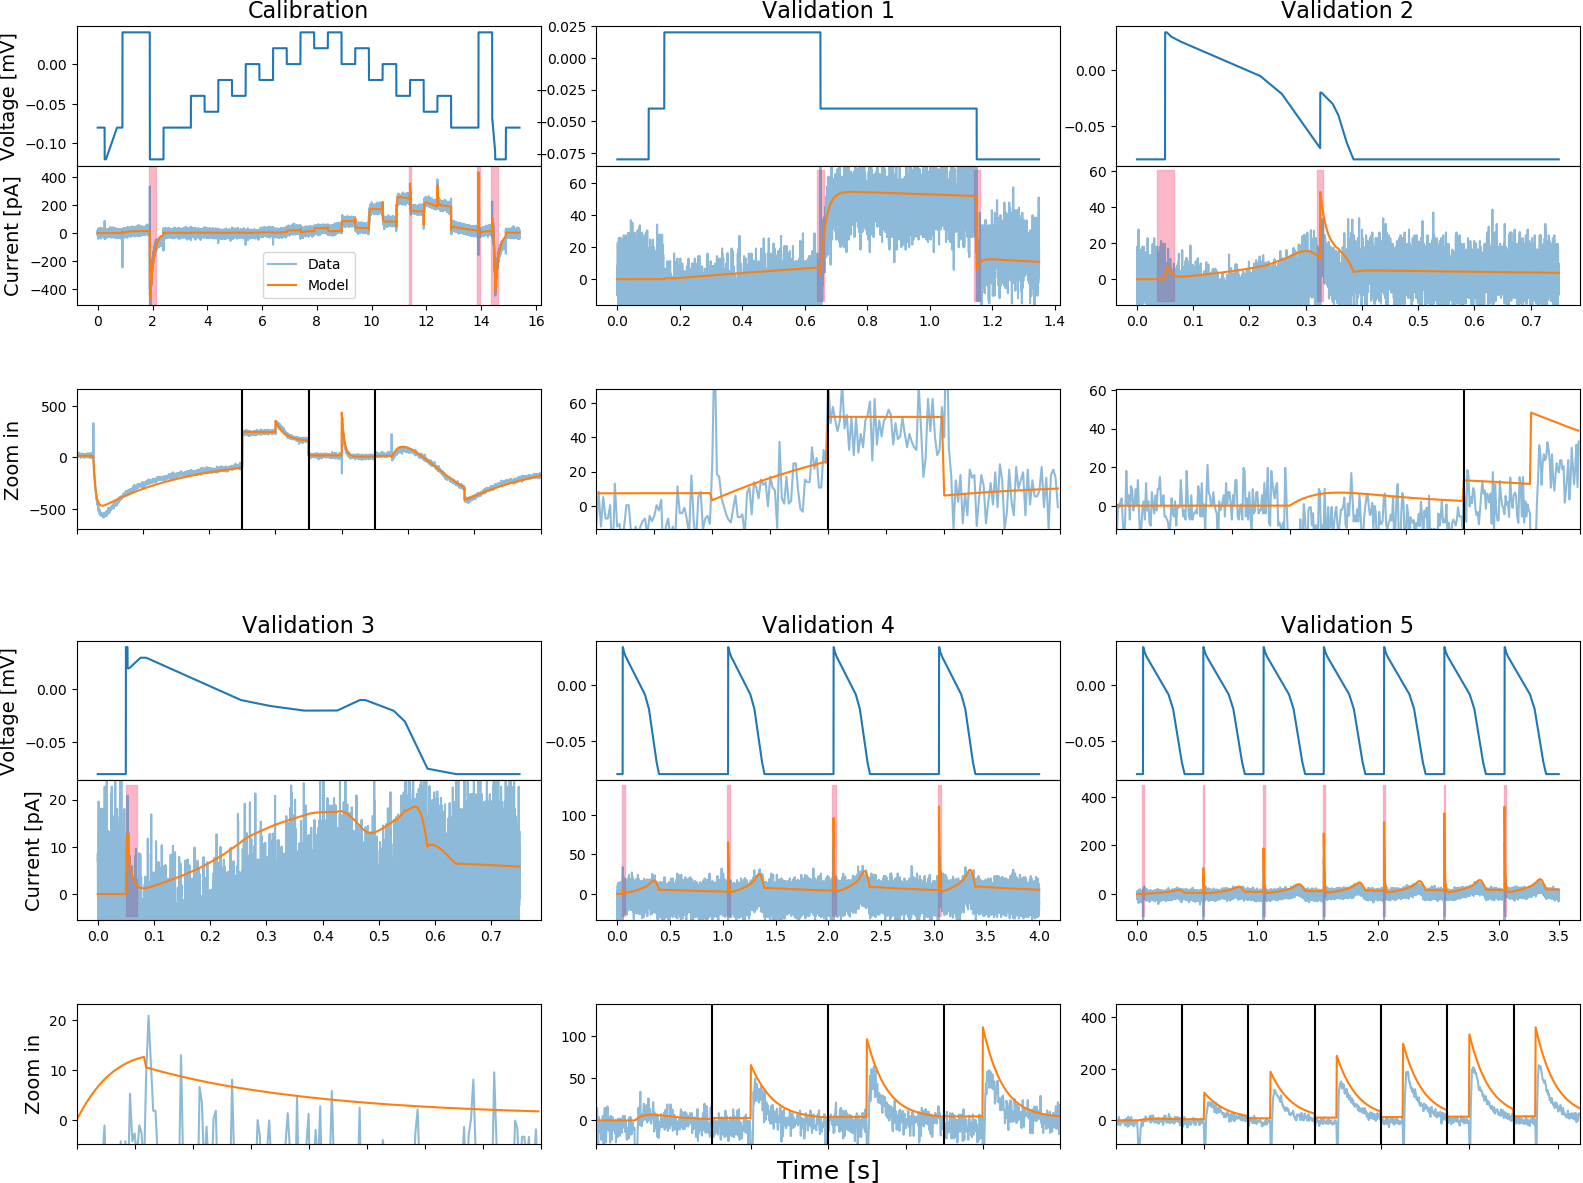 Calibration
Validation 1
Validation 2
Voltage [mV]
0.00
−0.05
−0.10
0.025
0.000
−0.025
−0.050
−0.075
0.00
−0.05
Current [pA]
400
200
0
−200
−400
Data
Model
60
40
20
0
60
40
20
0
0 2 4 6 8 10 12 14 16
0.0 0.2 0.4 0.6 0.8 1.0 1.2 1.4
0.0 0.1 0.2 0.3 0.4 0.5 0.6 0.7
Zoom in
500
0
−500
60
40
20
0
60
40
20
0
Validation 3
Validation 4
Validation 5
Voltage [mV]
0.00
−0.05
0.00
−0.05
0.00
−0.05
Current [pA]
20
10
0
100
50
0
400
200
0
0.0 0.1 0.2 0.3 0.4 0.5 0.6 0.7
0.0 0.5 1.0 1.5 2.0 2.5 3.0 3.5 4.0
0.0 0.5 1.0 1.5 2.0 2.5 3.0 3.5
Zoom in
20
10
0
100
50
0
400
200
0
Time [s]